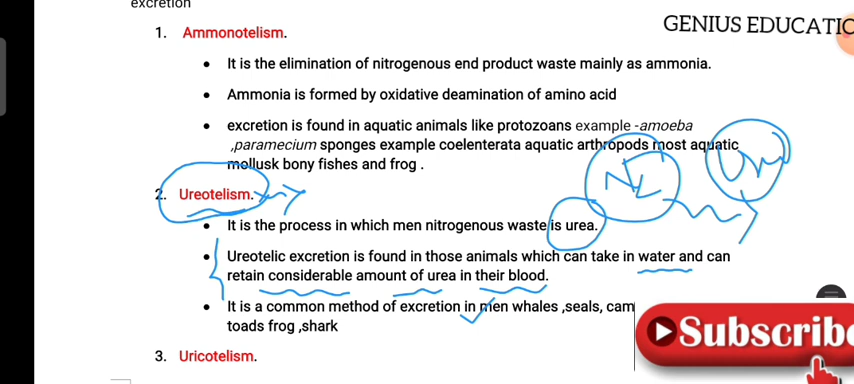 excretion
GENIUS EDUCATIO
1. Ammonotelism.
• It is the elimination of nitrogenous end product waste mainly as ammonia.
• Ammonia is formed by oxidative deamination of amino acid
• excretion is found in aquatic animals like protozoans example -amoeba
,paramecium sponges example coelenterata aquatic arthropods most aquatic
mollusk bony fishes and frog .
2. Ureotelism.
• It is the process in which men nitrogenous waste is urea.
• Ureotelic excretion is found in those animals which can take in water and can
retain considerable amount of urea in their blood.
• It is a common method of excretion in men whales ,seals, cam
toads frog ,shark
Subscribe
3. Uricotelism.